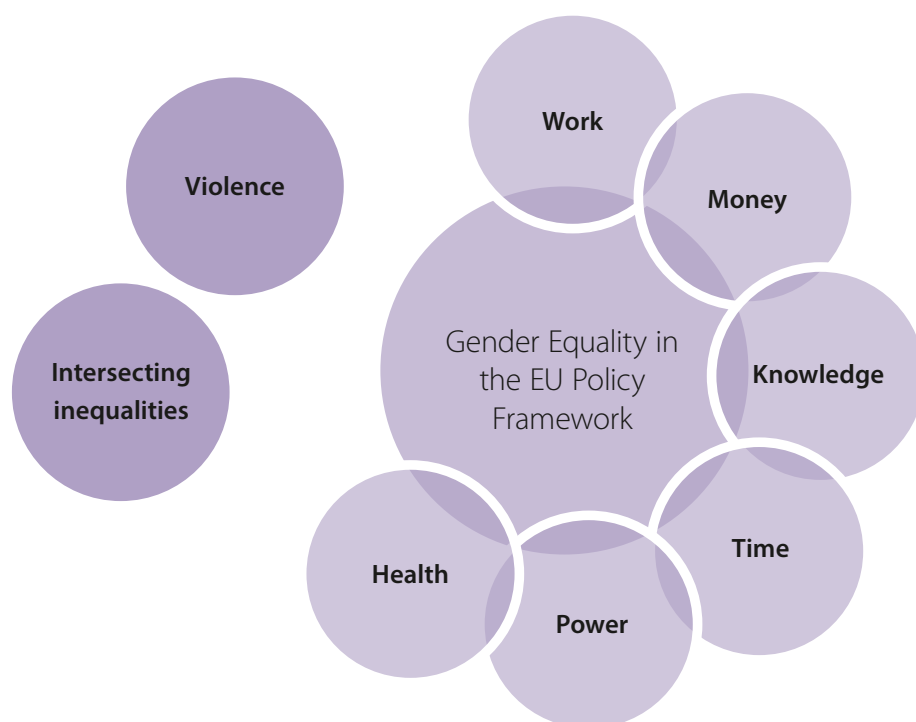 Work
Violence
Money
Gender Equality in
the EU Policy
Framework
Intersecting
inequalities
Knowledge
Time
Health
Power